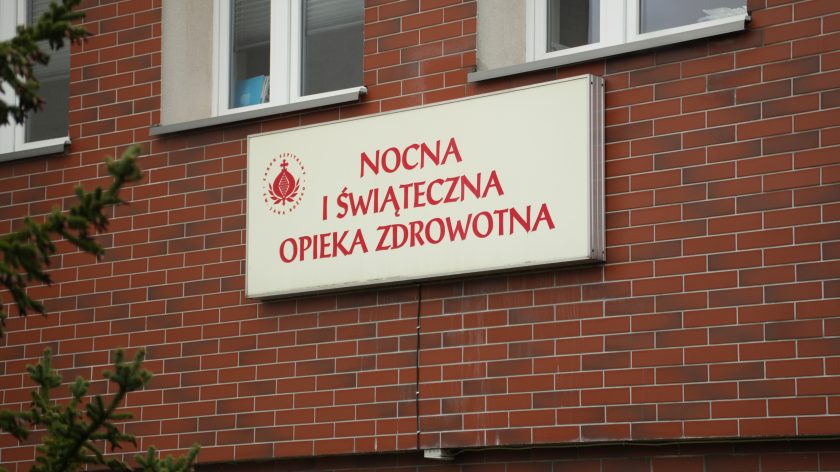 NOCNA
I ŚWIĄTECZNA
OPIEKA ZDROWOTNA